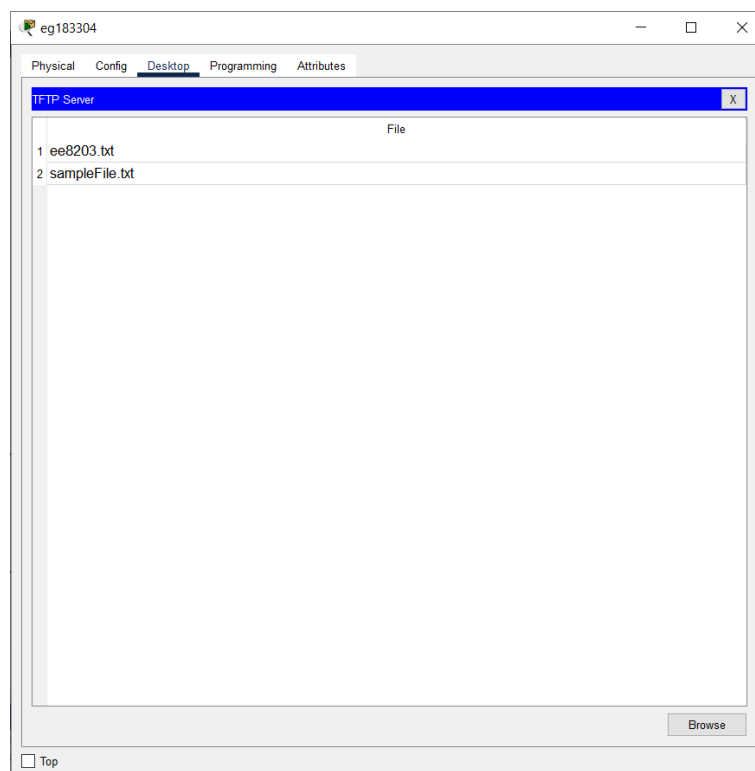 eg183304
Physical Config Desktop Programming Attributes
TFTP Server X
File
1 ee8203.txt
2 sampleFile.txt
Browse
Top